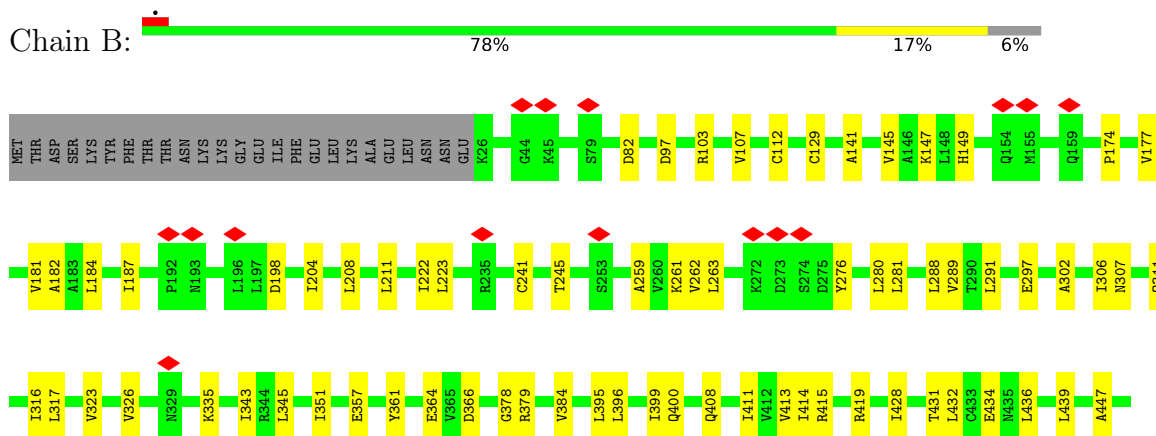 Chain B:
78% 17% 6%
MET THR ASP SER LYS TYR PHE THR THR ASN LYS LYS GLY GLU ILE PHE GLU LEU LYS ALA GLU LEU ASN ASN GLU K26 G44 K45 S79 D82 D97 R103 V107 C112 C129 A141 V145 A146 K147 L148 H149 Q154 M155 Q159 P174 V177
V181 A182 A183 L184 I187 P192 N193 L196 L197 D198 I204 L208 L211 I222 L223 R235 C241 T245 S253 A259 V260 K261 V262 L263 K272 D273 S274 D275 Y276 L280 L281 L288 V289 T290 L291 E297 A302 I306 N307
I316 L317 V323 V326 N329 K335 I343 R344 L345 I351 E357 Y361 E364 V365 D366 G378 R379 V384 L395 L396 I399 Q400 Q408 I411 V412 V413 I414 R415 R419 I428 T431 L432 C433 E434 N435 L436 L439 A447